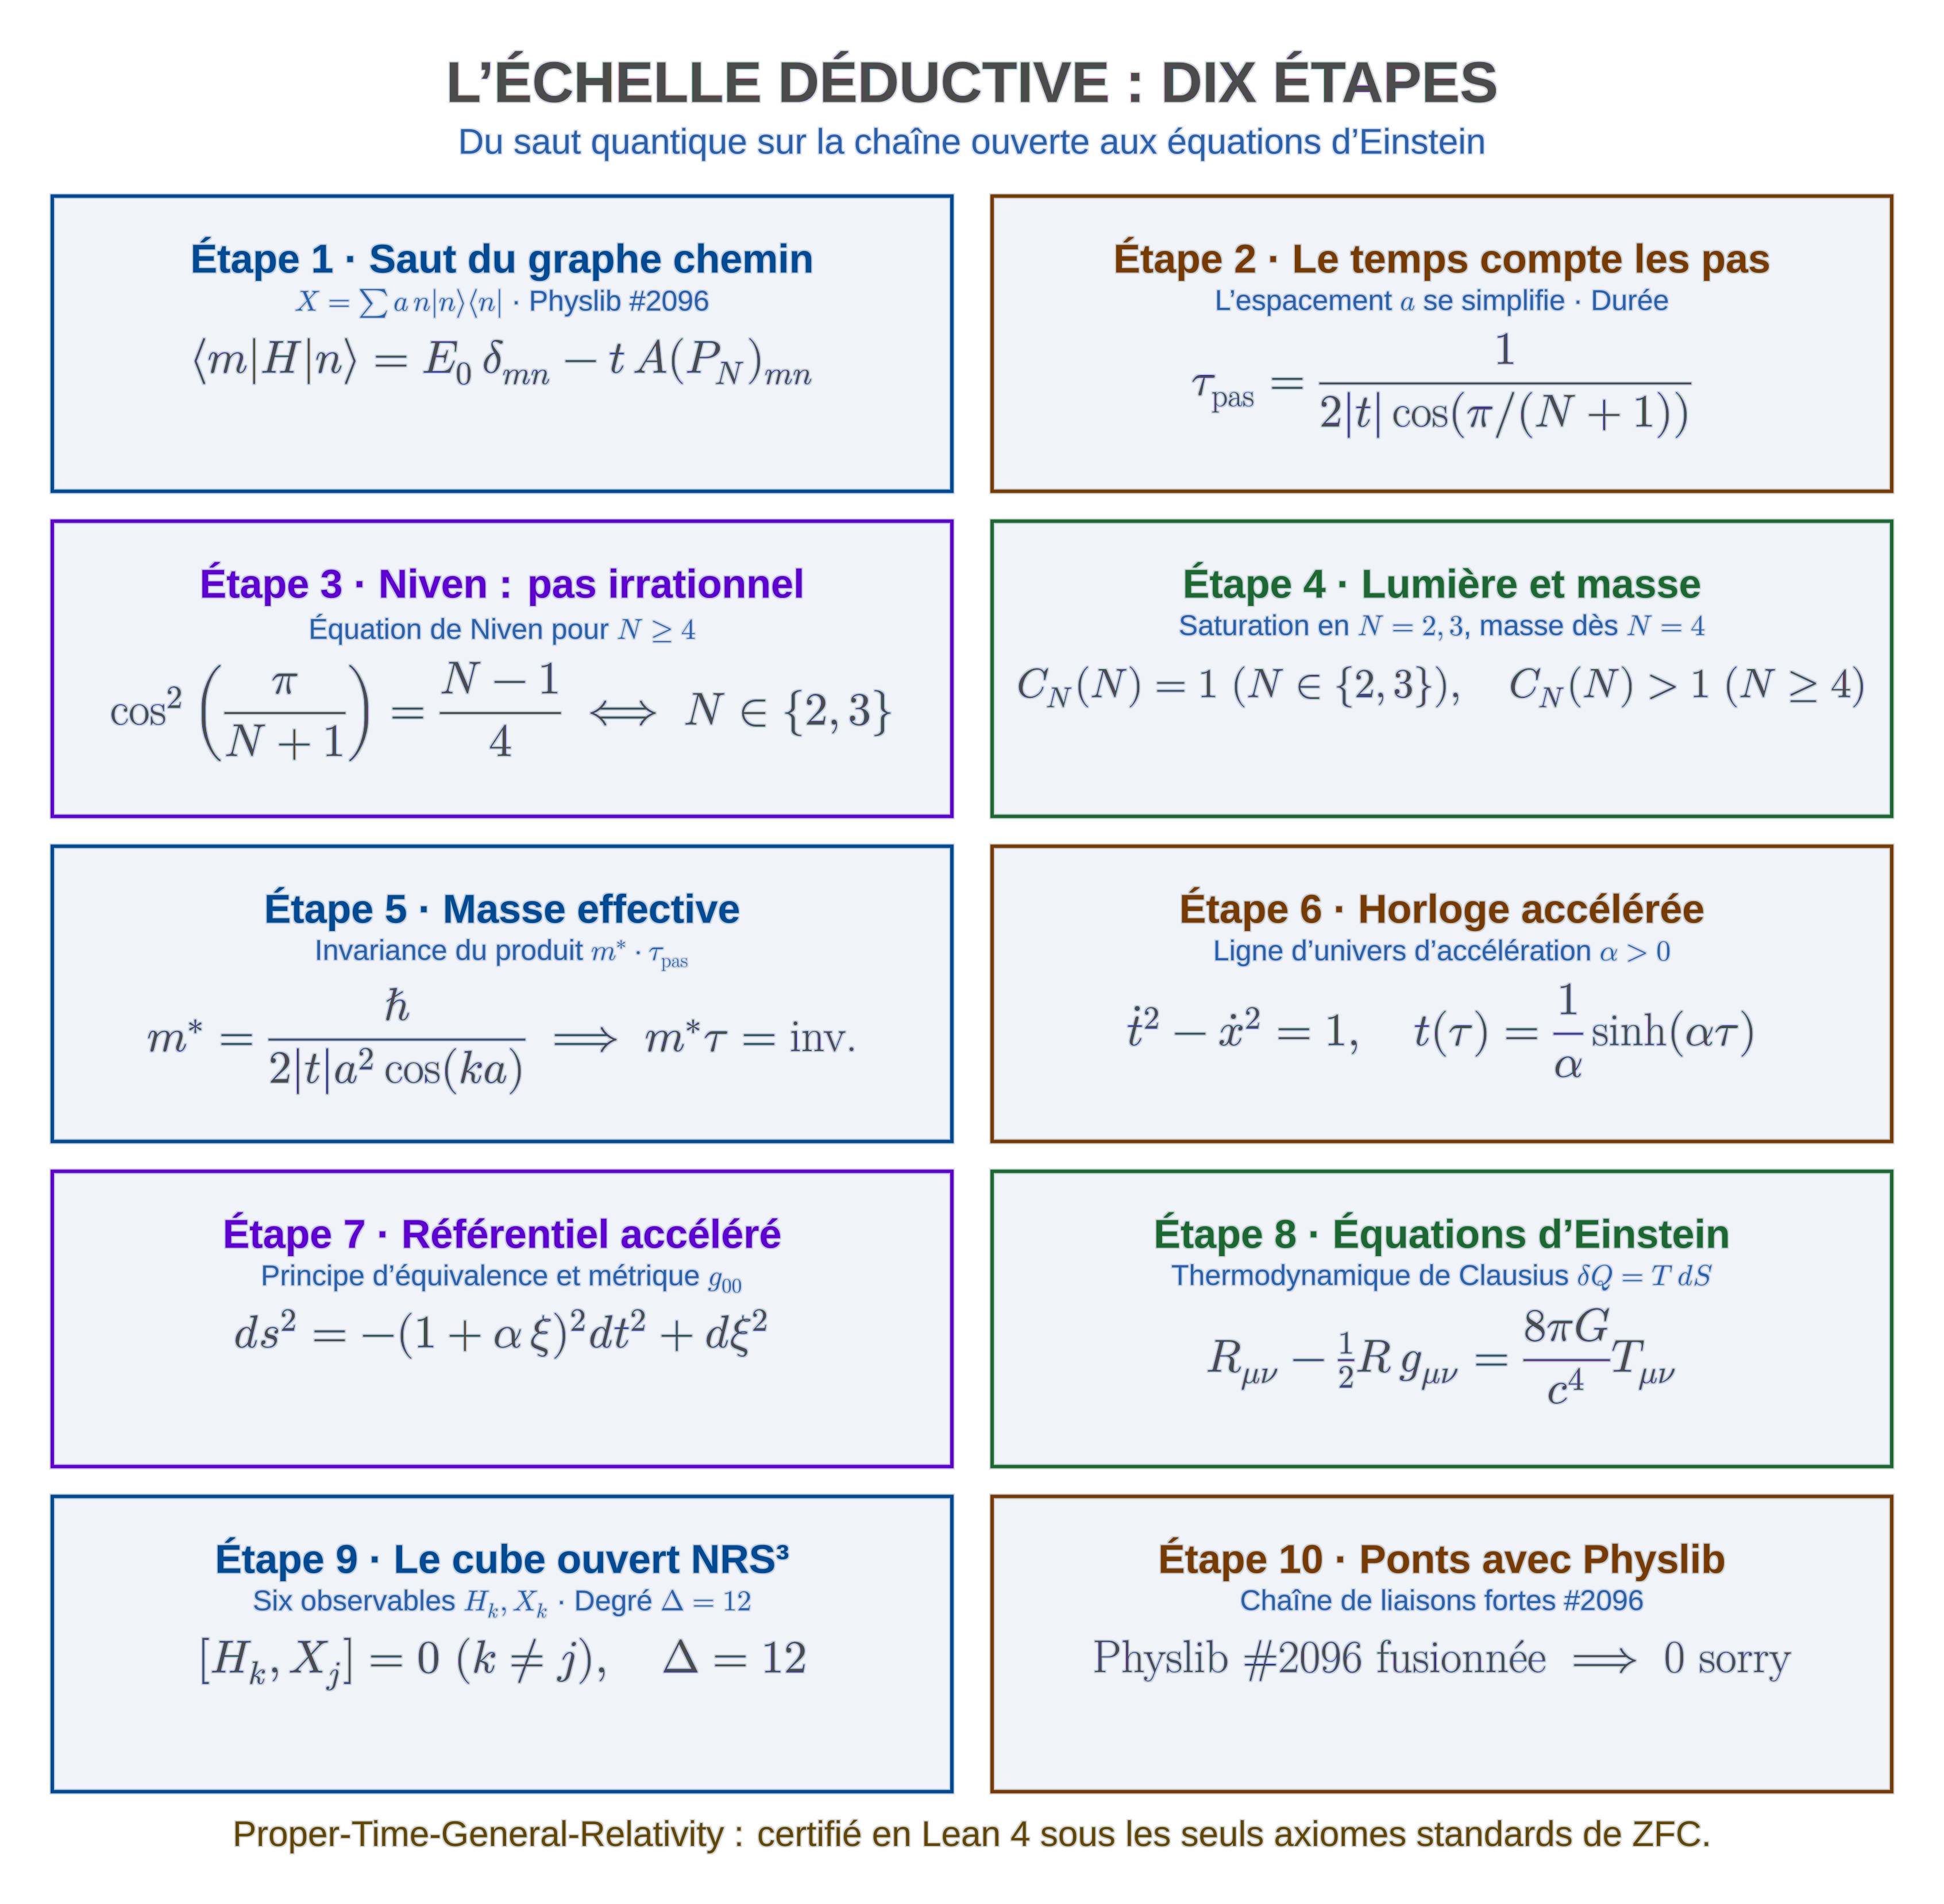 L’ÉCHELLE DÉDUCTIVE : DIX ÉTAPES
Du saut quantique sur la chaîne ouverte aux équations d’Einstein
Étape 1 · Saut du graphe chemin
X = ∑ a n|n⟩⟨n| · Physlib #2096
⟨m|H|n⟩ = E₀ δₘₙ − t A(P_N)ₘₙ
Étape 2 · Le temps compte les pas
L’espacement a se simplifie · Durée
τ_pas = 1 / (2|t| cos(π/(N + 1)))
Étape 3 · Niven : pas irrationnel
Équation de Niven pour N ≥ 4
cos² (π / (N + 1)) = (N − 1) / 4 ⟺ N ∈ {2, 3}
Étape 4 · Lumière et masse
Saturation en N = 2, 3, masse dès N = 4
C_N(N) = 1 (N ∈ {2, 3}), C_N(N) > 1 (N ≥ 4)
Étape 5 · Masse effective
Invariance du produit m* · τ_pas
m* = ℏ / (2|t|a² cos(ka)) ⟹ m*τ = inv.
Étape 6 · Horloge accélérée
Ligne d’univers d’accélération α > 0
ṫ² − ẋ² = 1, t(τ) = 1/α sinh(ατ)
Étape 7 · Référentiel accéléré
Principe d’équivalence et métrique g₀₀
ds² = −(1 + α ξ)²dt² + dξ²
Étape 8 · Équations d’Einstein
Thermodynamique de Clausius δQ = T dS
R_μν − ½R g_μν = 8πG/c⁴ T_μν
Étape 9 · Le cube ouvert NRS³
Six observables H_k, X_k · Degré Δ = 12
[H_k, X_j] = 0 (k ≠ j), Δ = 12
Étape 10 · Ponts avec Physlib
Chaîne de liaisons fortes #2096
Physlib #2096 fusionnée ⟹ 0 sorry
Proper-Time-General-Relativity : certifié en Lean 4 sous les seuls axiomes standards de ZFC.